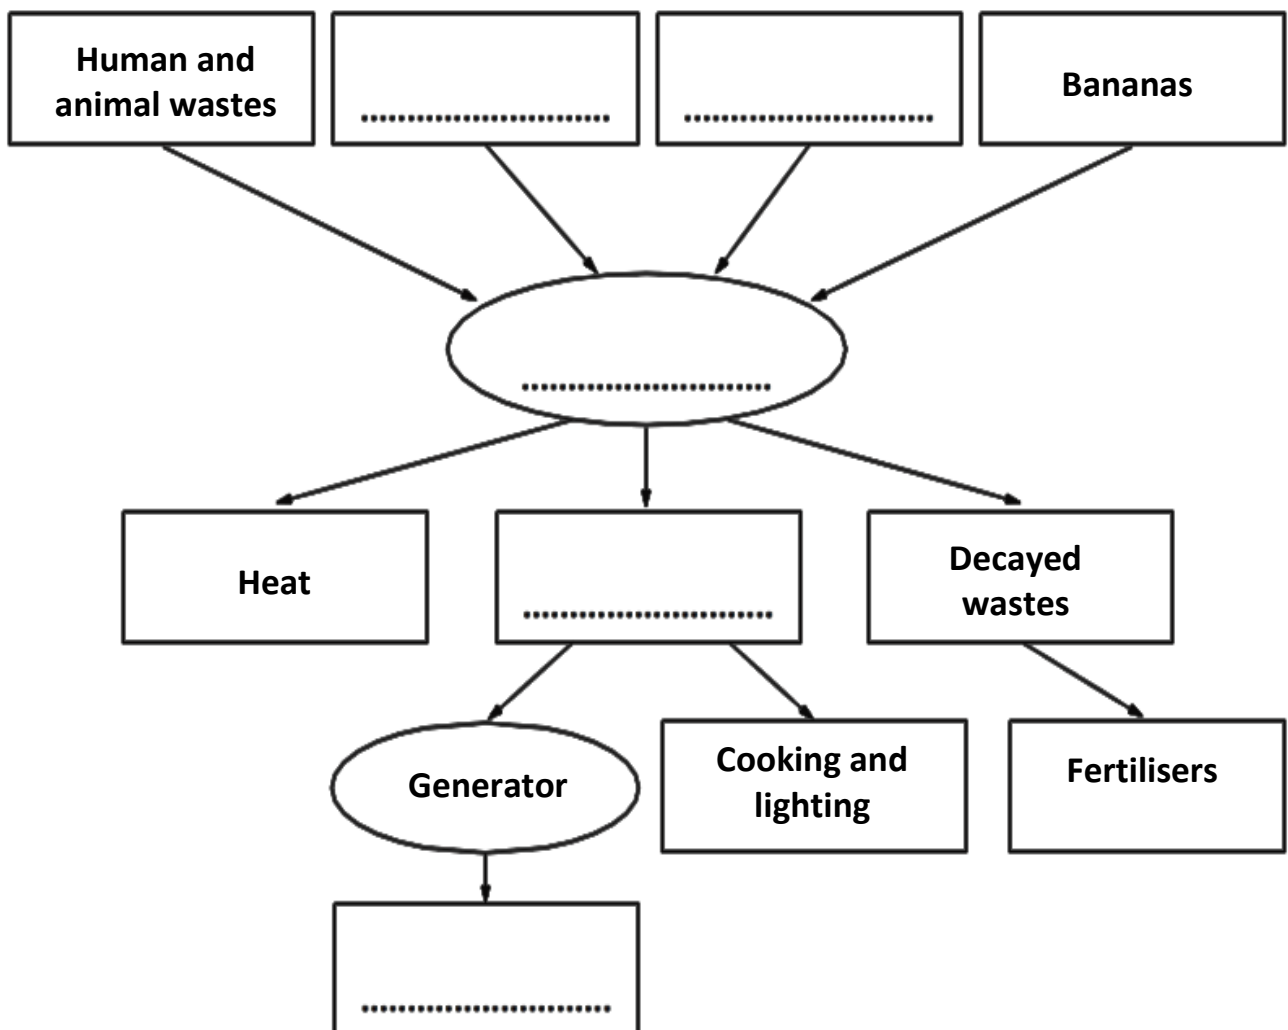 Human and
animal wastes
Bananas
Heat
Decayed
wastes
Generator
Cooking and
lighting
Fertilisers